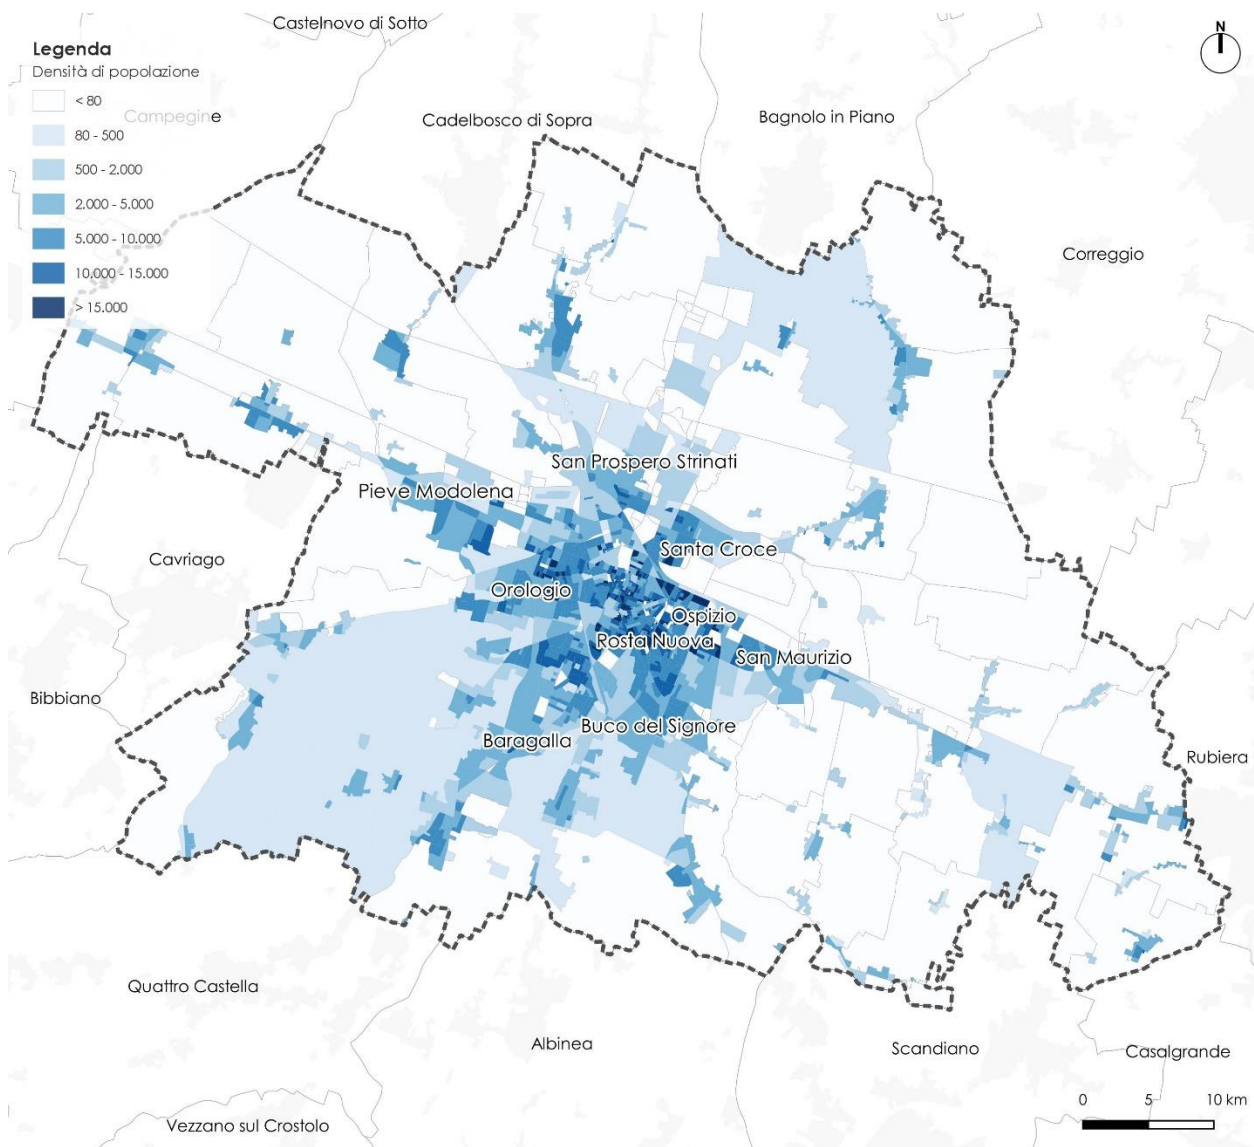 Castelnovo di Sotto
N
Legenda
Densità di popolazione
< 80
Campegine
80 - 500
500 - 2.000
2.000 - 5.000
5.000 - 10.000
10.000 - 15.000
> 15.000
Cadelbosco di Sopra
Bagnolo in Piano
Correggio
San Prospero Strinati
Pieve Modolena
Cavriago
Santa Croce
Orologio
Ospizio
Rosta Nuova
San Maurizio
Bibbiano
Buco del Signore
Baragalla
Rubiera
Quattro Castella
Albinea
Scandiano
Casalgrande
0 5 10 km
Vezzano sul Crostolo